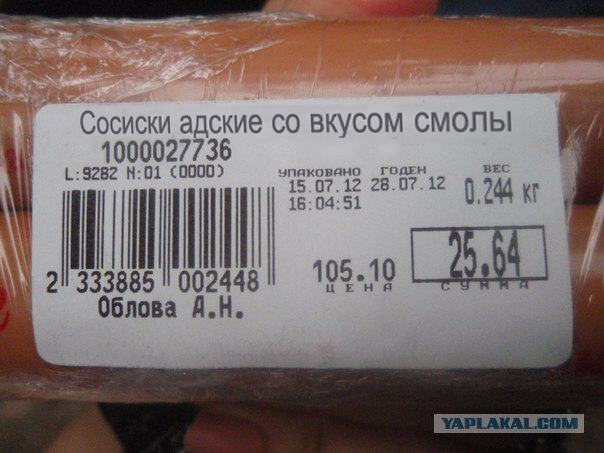 Сосиски адские со вкусом смолы
1000027736
L:9282 N:01 (0000)
УПАКОВАНО ГОДЕН ВЕС
15.07.12 28.07.12 0.244 кг
16:04:51
2 333885 002448
105.10 25.64
ЦЕНА СУММА
Облова А.Н.
YAPLAKAL.COM